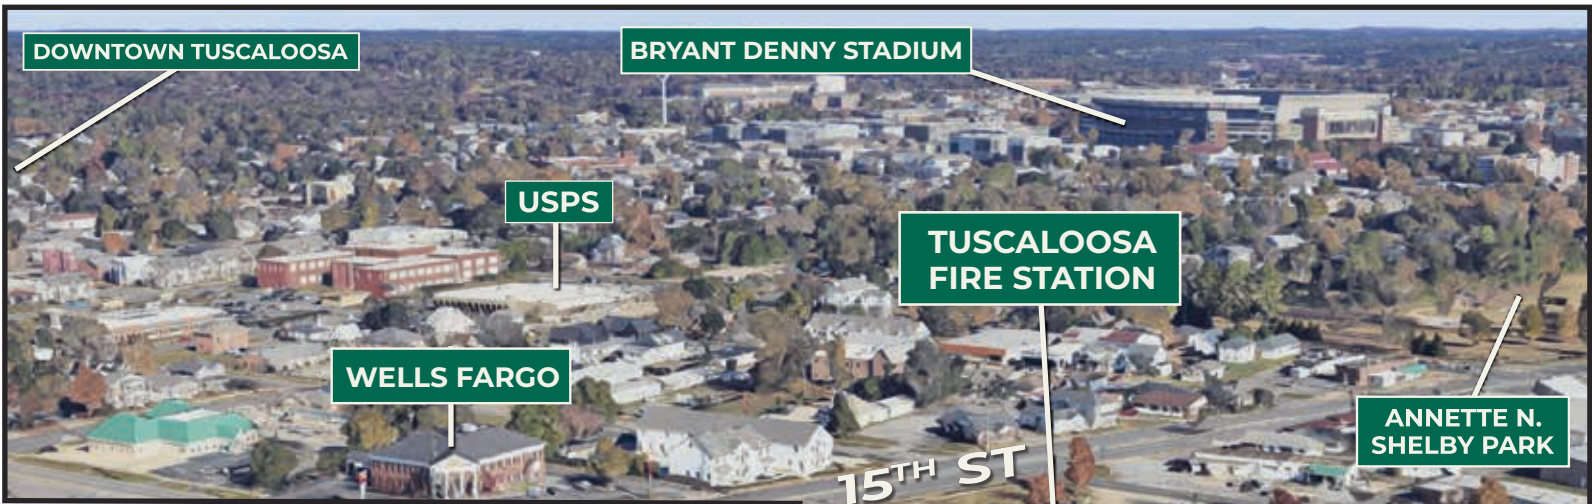 DOWNTOWN TUSCALOOSA
BRYANT DENNY STADIUM
USPS
TUSCALOOSA
FIRE STATION
WELLS FARGO
ANNETTE N.
SHELBY PARK
15TH ST